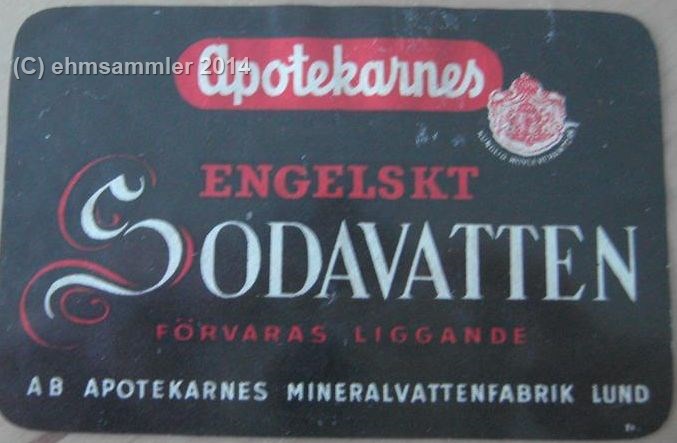 (C) ehmsammler 2014
Apotekarnes
ENGELSKT
SODAVATTEN
FÖRVARAS LIGGANDE
AB APOTEKARNES MINERALVATTENFABRIK LUND